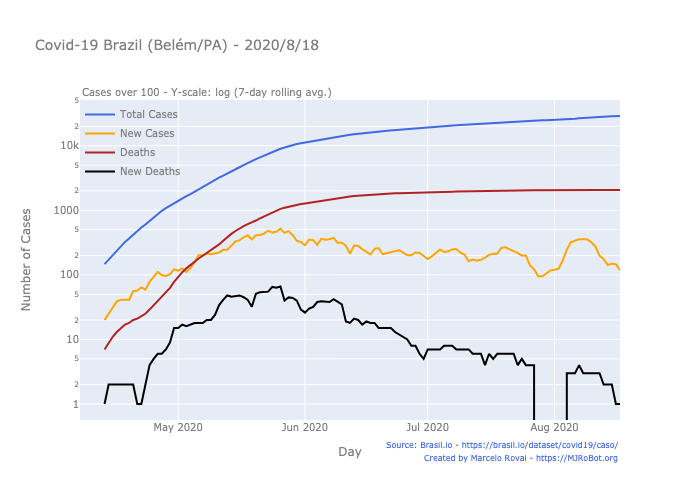 Covid-19 Brazil (Belém/PA) - 2020/8/18
Cases over 100 - Y-scale: log (7-day rolling avg.)
Total Cases
New Cases
Deaths
New Deaths
Number of Cases
5
10k
5
2
1000
5
2
100
5
2
10
5
2
1
May 2020
Jun 2020
Jul 2020
Aug 2020
Day
Source: Brasil.io - https://brasil.io/dataset/covid19/caso/
Created by Marcelo Rovai - https://MJRoBot.org